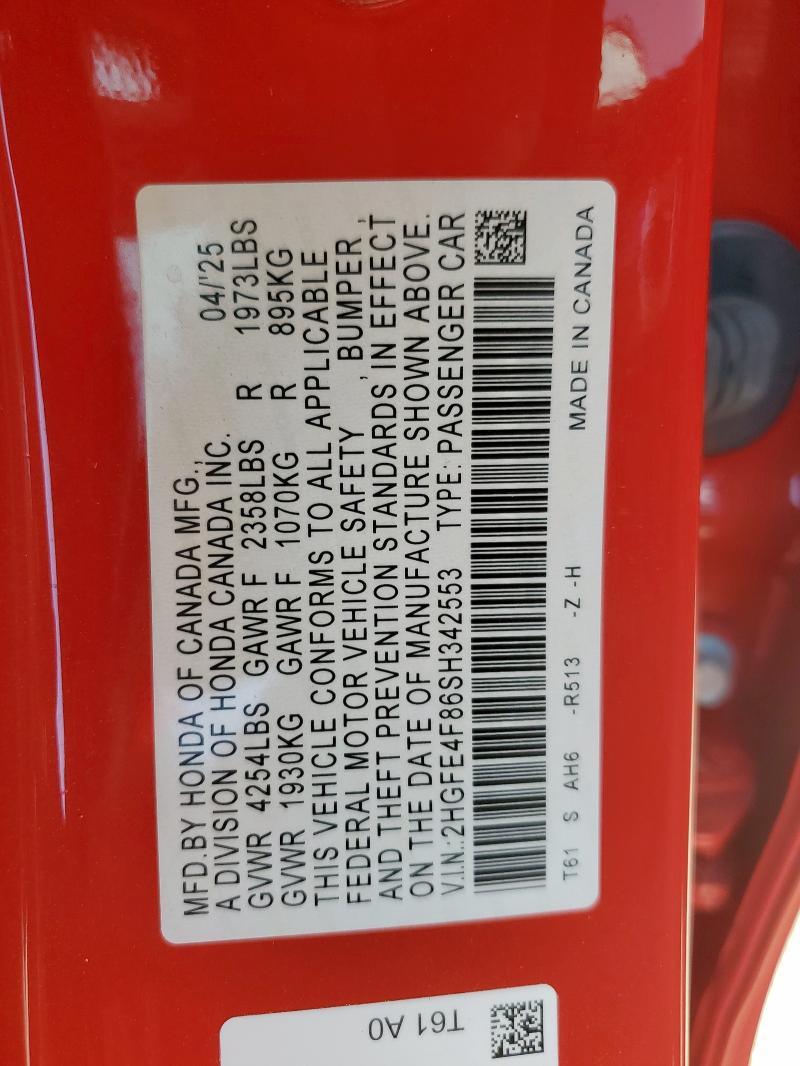 MFD.BY HONDA OF CANADA MFG., 04/'25
A DIVISION OF HONDA CANADA INC.
GVWR 4254LBS GAWR F 2358LBS R 1973LBS
GVWR 1930KG GAWR F 1070KG R 895KG
THIS VEHICLE CONFORMS TO ALL APPLICABLE
FEDERAL MOTOR VEHICLE SAFETY , BUMPER ,
AND THEFT PREVENTION STANDARDS IN EFFECT
ON THE DATE OF MANUFACTURE SHOWN ABOVE.
V.I.N.:2HGFE4F86SH342553 TYPE: PASSENGER CAR
T61 S AH6 -R513 -Z -H MADE IN CANADA
T61 A0